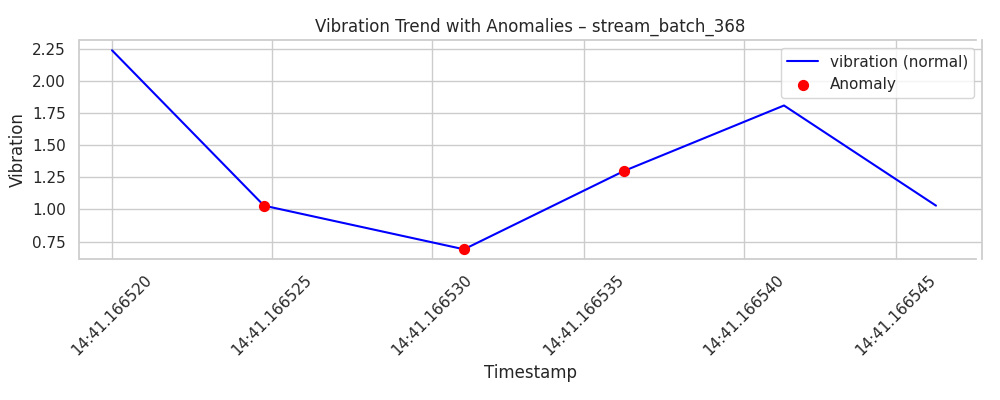 Vibration Trend with Anomalies – stream_batch_368
vibration (normal)
Anomaly
Vibration
2.25
2.00
1.75
1.50
1.25
1.00
0.75
14:41.166520
14:41.166525
14:41.166530
14:41.166535
14:41.166540
14:41.166545
Timestamp